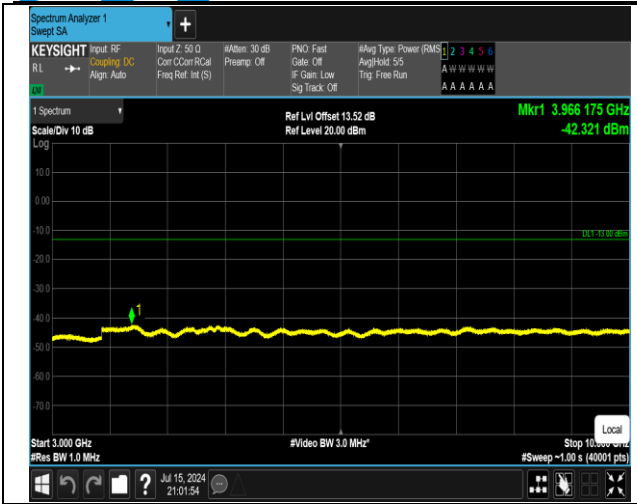 Spectrum Analyzer 1
Swept SA
+
KEYSIGHT
RL
LXI
Input: RF
Coupling: DC
Align: Auto
Input Z: 50 Ω
Corr CCorr RCal
Freq Ref: Int (S)
#Atten: 30 dB
Preamp: Off
PNO: Fast
Gate: Off
IF Gain: Low
Sig Track: Off
#Avg Type: Power (RMS
Avg|Hold: 5/5
Trig: Free Run
1 2 3 4 5 6
A W W W W W
A A A A A A
1 Spectrum
Scale/Div 10 dB
Log
Ref Lvl Offset 13.52 dB
Ref Level 20.00 dBm
Mkr1 3.966 175 GHz
-42.321 dBm
10.0
0.00
-10.0
DL1 -13.00 dBm
-20.0
-30.0
-40.0
1
-50.0
-60.0
-70.0
Local
Start 3.000 GHz
#Res BW 1.0 MHz
#Video BW 3.0 MHz*
Stop 10.000 GHz
#Sweep ~1.00 s (40001 pts)
?
Jul 15, 2024
21:01:54